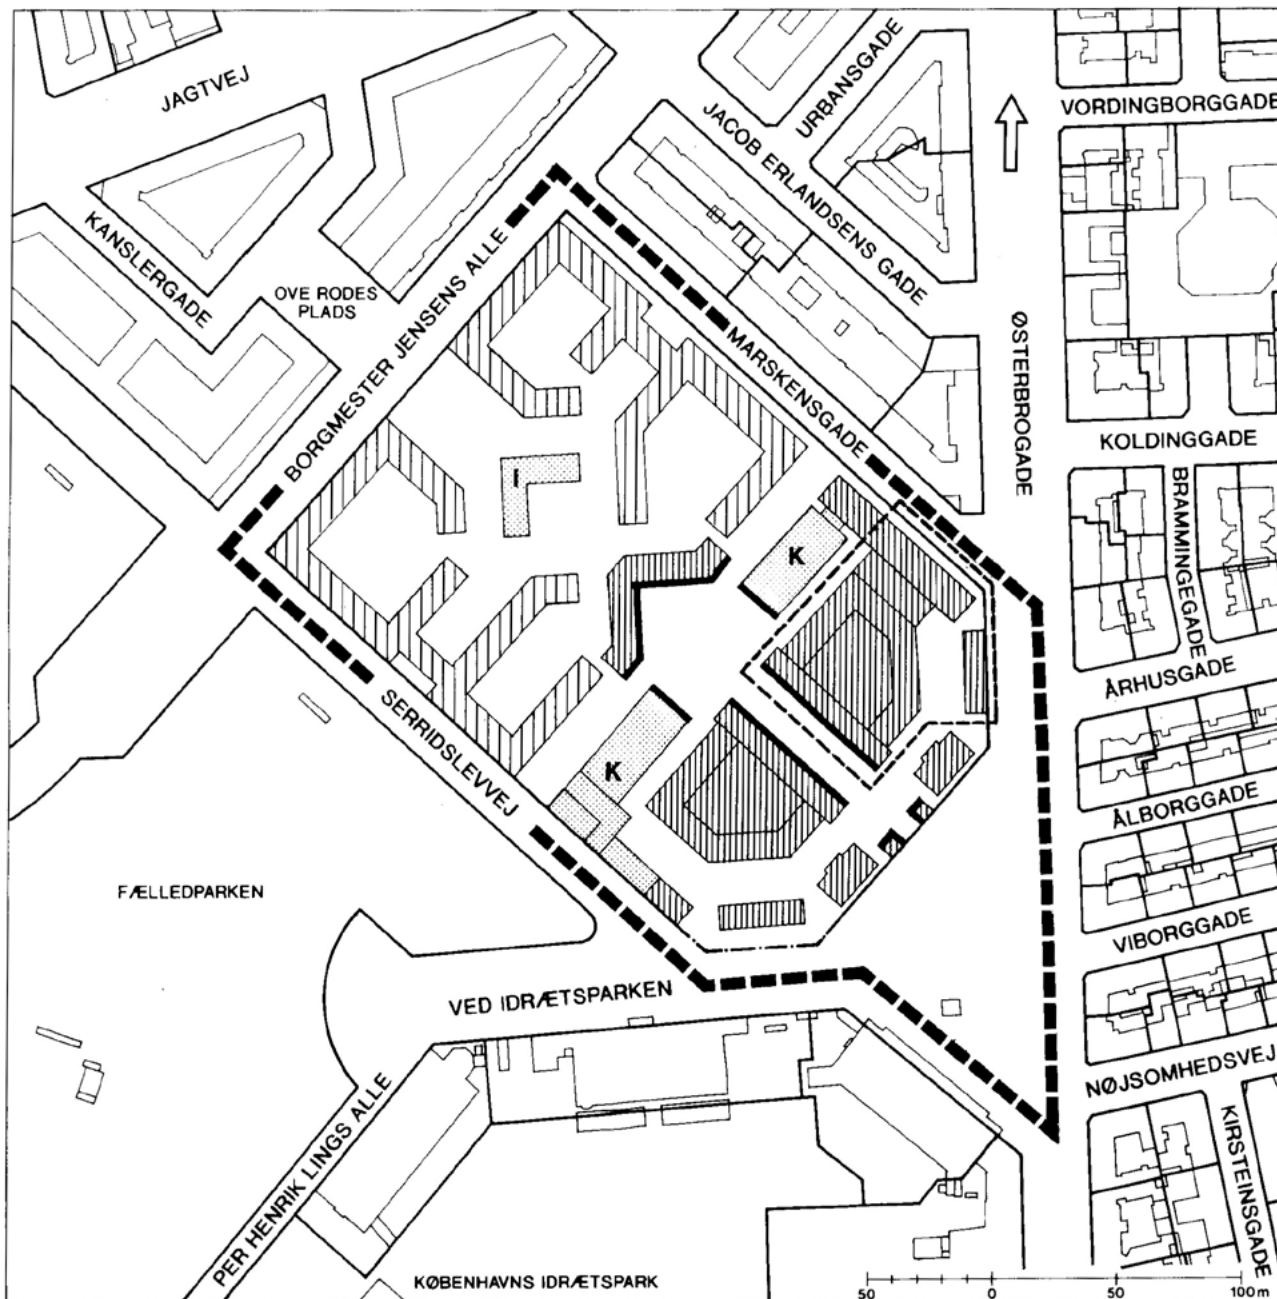 JAGTVEJ
URBANSGADE
VORDINGBORGGADE
JACOB ERLANDSENS GADE
KANSLERGADE
OVE RODES
PLADS
BORGMESTER JENSENS ALLE
MARSKENSGADE
ØSTERBROGADE
KOLDINGGADE
BRAMMINGEGADE
I
K
ÅRHUSGADE
SERRIDSLEVVEJ
K
ÅLBORGGADE
FÆLLEDPARKEN
VIBORGGADE
VED IDRÆTSPARKEN
NØJSOMHEDSVEJ
PER HENRIK LINGS ALLE
KIRSTEINSGADE
KØBENHAVNS IDRÆTSPARK
50 0 50 100m